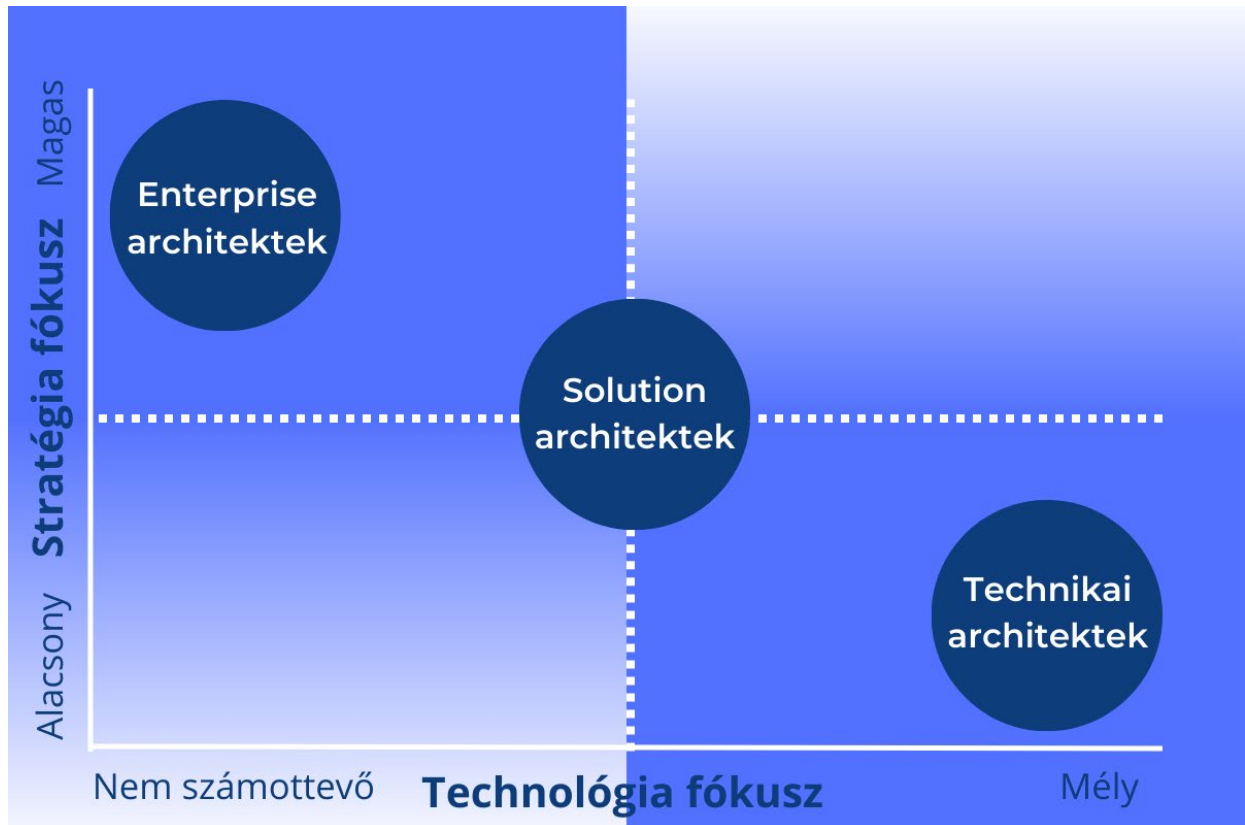 Magas
Stratégia fókusz
Alacsony
Enterprise
architektek
Solution
architektek
Technikai
architektek
Nem számottevő
Technológia fókusz
Mély